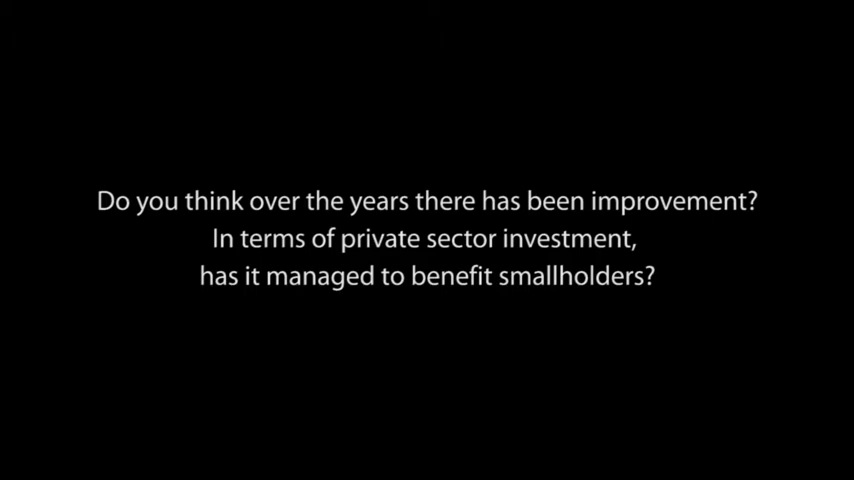 Do you think over the years there has been improvement?
In terms of private sector investment,
has it managed to benefit smallholders?